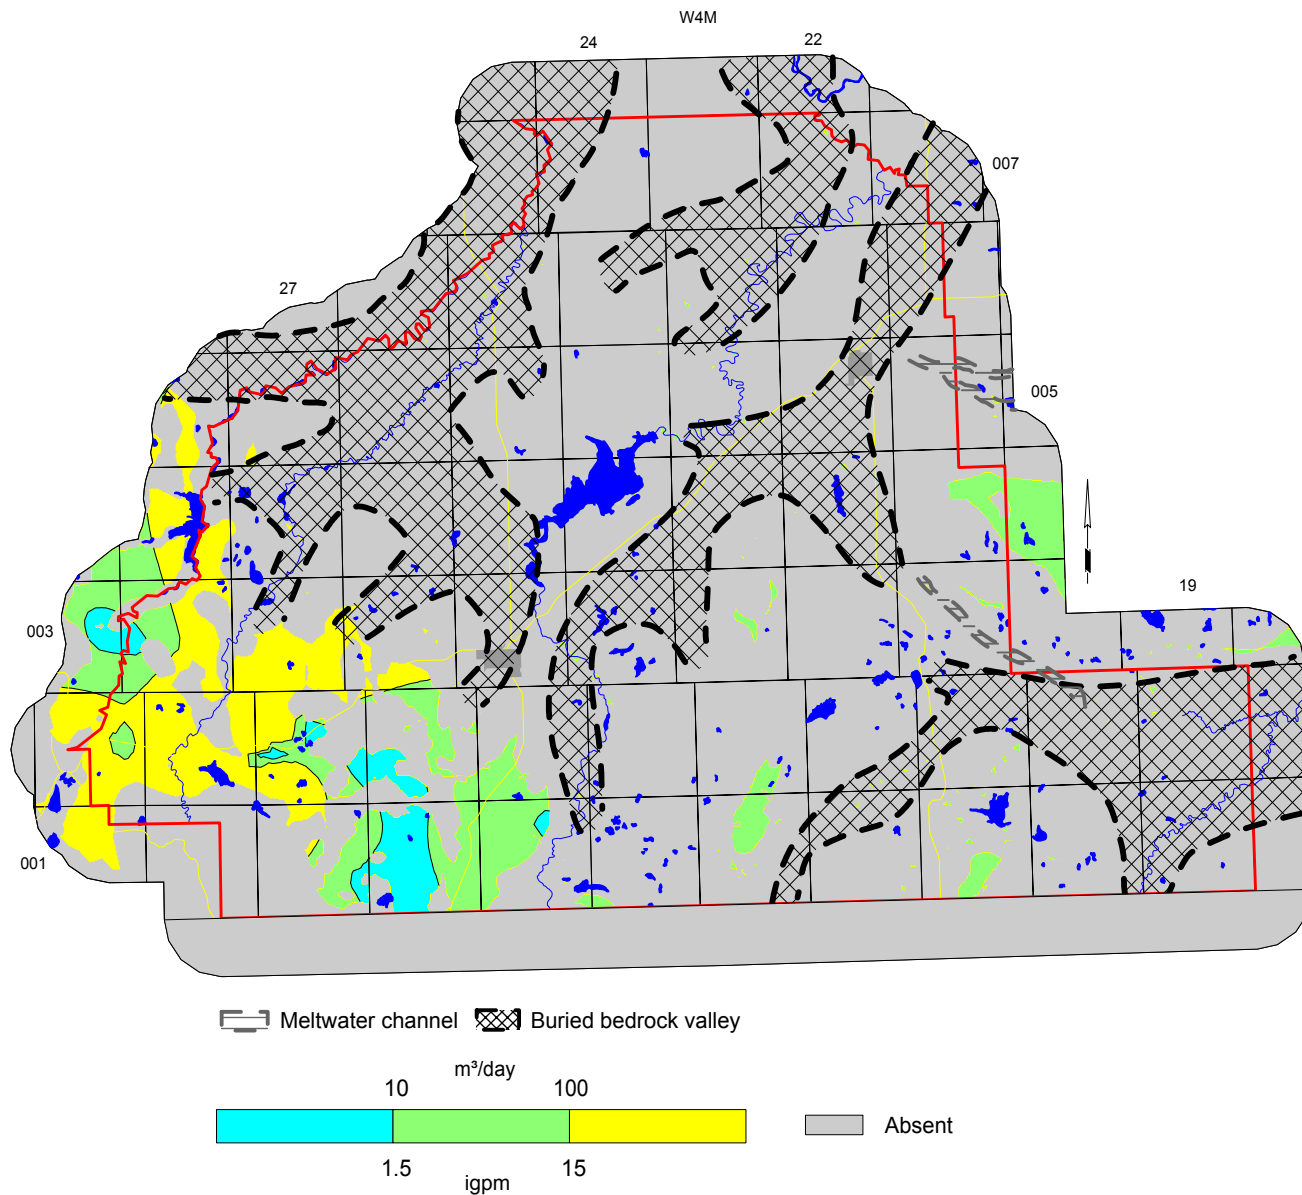 W4M
24
22
007
27
005
19
003
001
A
Meltwater channel
Buried bedrock valley
m³/day
10
100
Absent
1.5
15
igpm